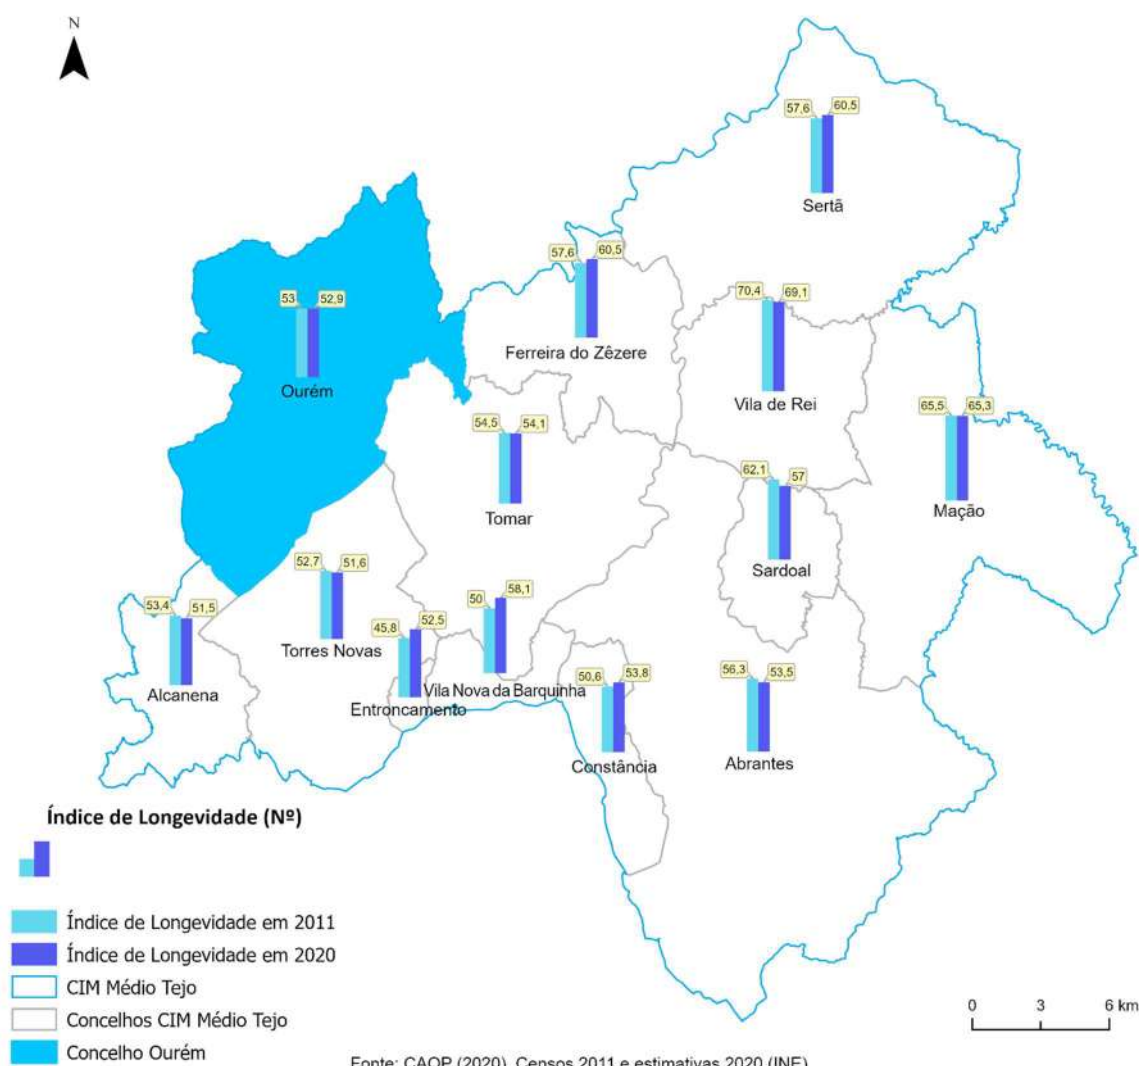 N
57,6 60,5
Sertã
57,6 60,5
Ferreira do Zêzere
53 52,9
Ourém
70,4 69,1
Vila de Rei
65,5 65,3
Mação
54,5 54,1
Tomar
62,1 57
Sardoal
52,7 51,6
Torres Novas
53,4 51,5
Alcanena
45,8 52,5
Entroncamento
50 58,1
Vila Nova da Barquinha
50,6 53,8
Constância
56,3 53,5
Abrantes
Índice de Longevidade (Nº)
Índice de Longevidade em 2011
Índice de Longevidade em 2020
CIM Médio Tejo
Concelhos CIM Médio Tejo
Concelho Ourém
0 3 6 km
Fonte: CAOP (2020), Censos 2011 e estimativas 2020 (INE)